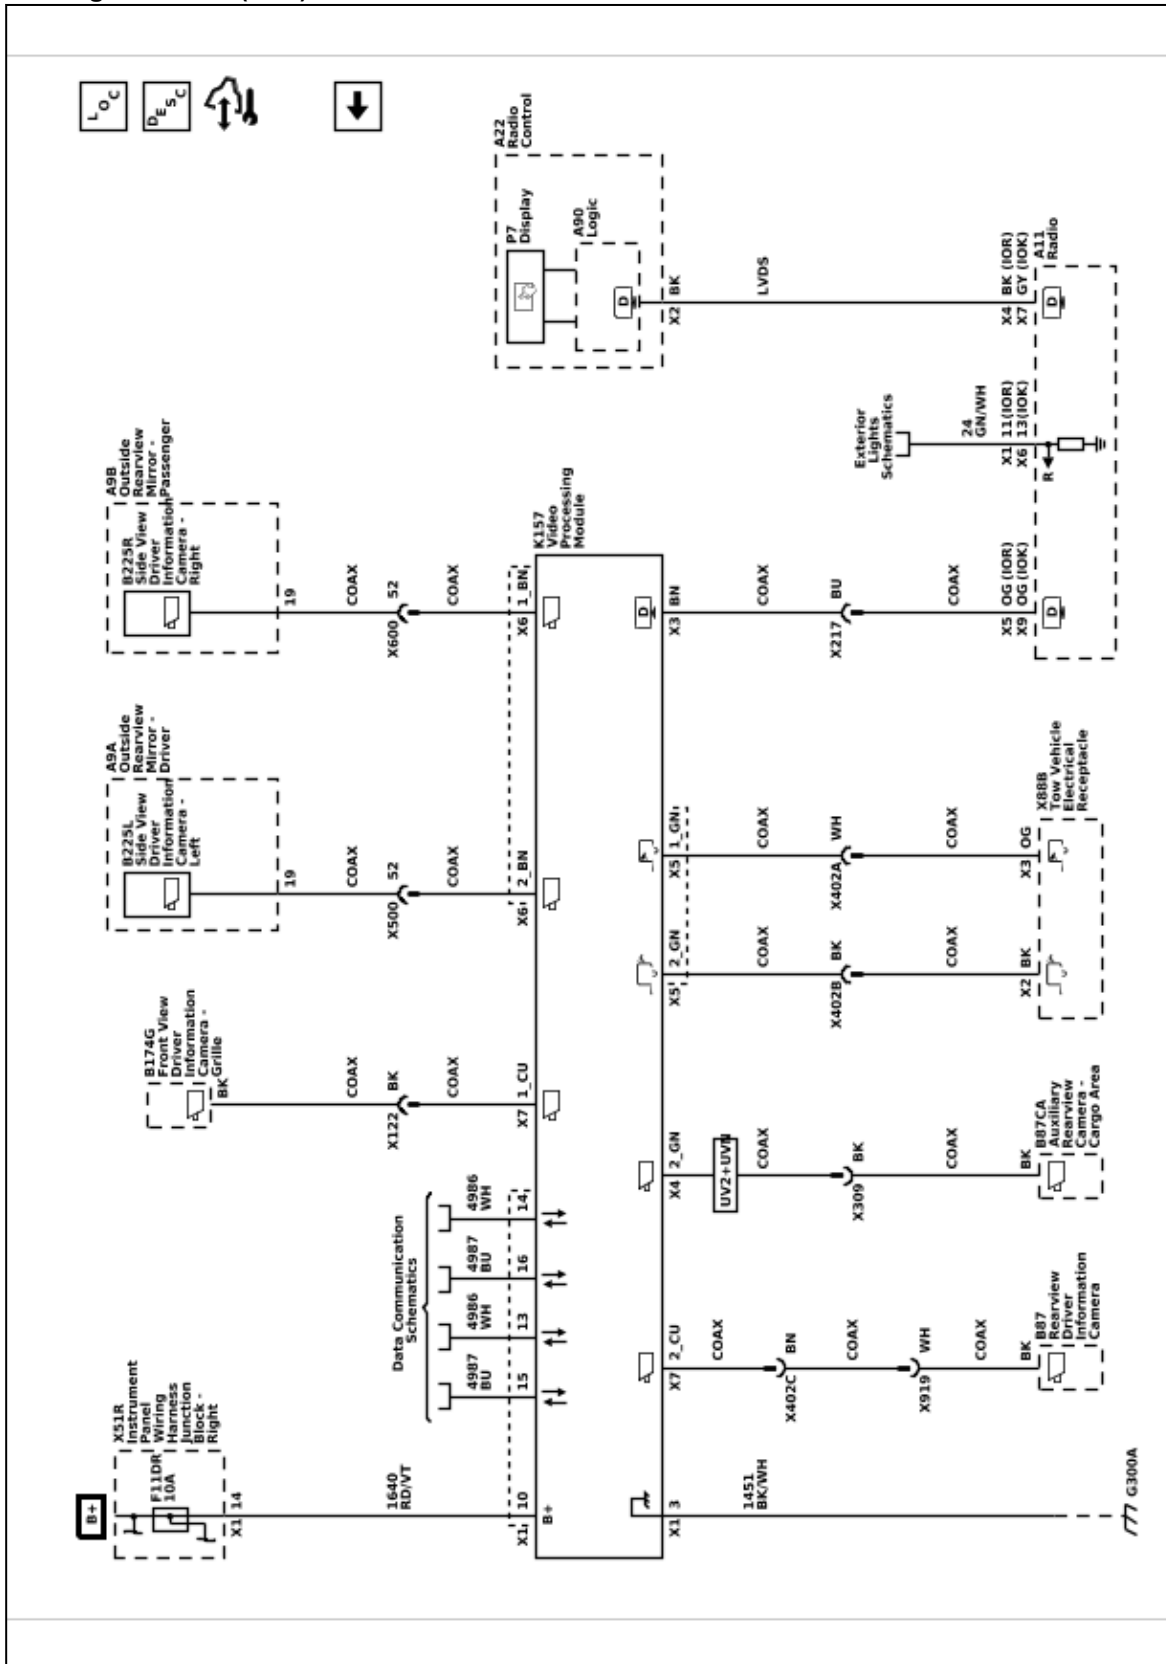 LOC
DESC
B+
X51R
Instrument
Panel
Wiring
Harness
Junction
Block -
Right
F11DR
10A
X1 14
1640
RD/VT
X1 10
B+
Data Communication
Schematics
4987
BU
15
4986
WH
13
4987
BU
16
4986
WH
14
B174G
Front View
Driver
Information
Camera -
Grille
BK
COAX
X122 BK
COAX
X7 1_CU
A9A
Outside
Rearview
Mirror -
Driver
B225L
Side View
Driver
Information
Camera -
Left
19
COAX
X500 52
COAX
X6 2_BN
A9B
Outside
Rearview
Mirror -
Passenger
B225R
Side View
Driver
Information
Camera -
Right
19
COAX
X600 52
COAX
X6 1_BN
K157
Video
Processing
Module
A22
Radio
Control
P7
Display
A90
Logic
D
X2 BK
LVDS
X4 BK (IOR)
X7 GY (IOK)
A11
Radio
D
Exterior
Lights
Schematics
24
GN/WH
X1 11(IOR)
X6 13(IOK)
R
D
X3 BN
COAX
X217 BU
COAX
X5 OG (IOR)
X9 OG (IOK)
D
X5 1_GN
COAX
X402A WH
COAX
X3 OG
X88B
Tow Vehicle
Electrical
Receptacle
X5 2_GN
COAX
X402B BK
COAX
X2 BK
X4 2_GN
UV2+UVN
COAX
X309 BK
COAX
BK
B87CA
Auxiliary
Rearview
Camera -
Cargo Area
X7 2_CU
COAX
X402C BN
COAX
X919 WH
COAX
BK
B87
Rearview
Driver
Information
Camera
X1 3
1451
BK/WH
G300A